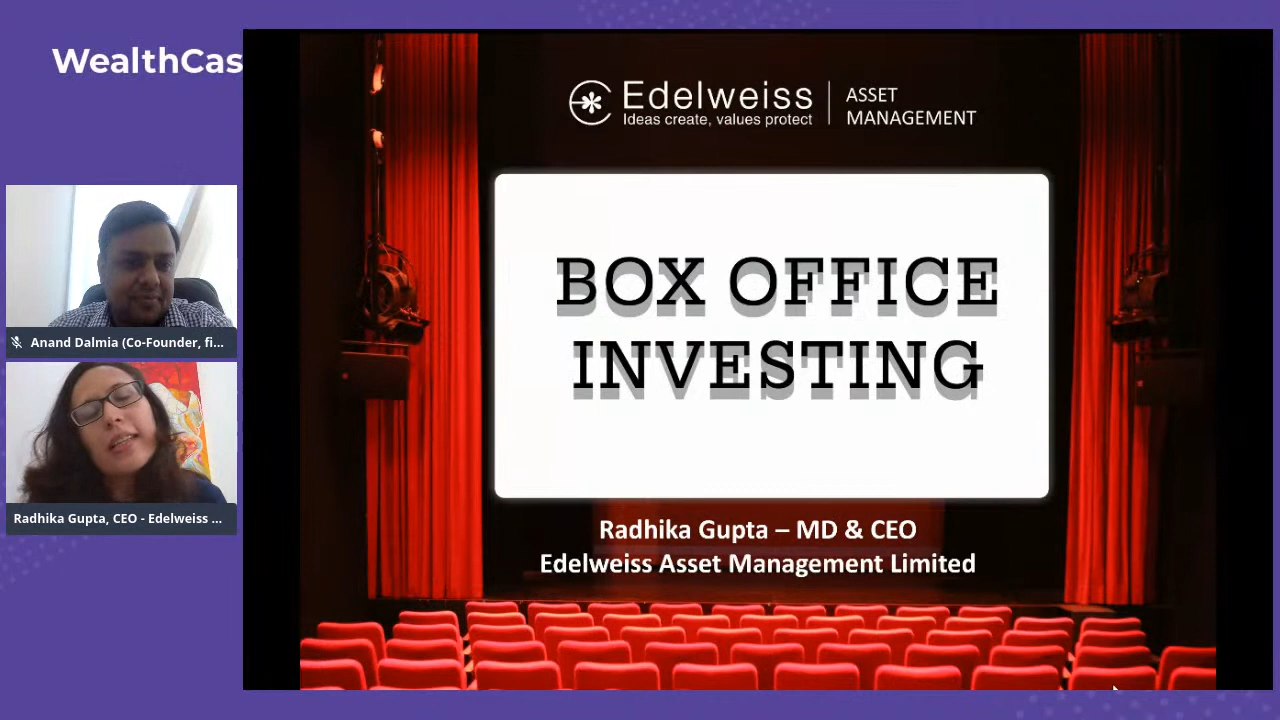 WealthCas
Edelweiss
Ideas create, values protect
ASSET
MANAGEMENT
BOX OFFICE
INVESTING
Radhika Gupta – MD & CEO
Edelweiss Asset Management Limited
Anand Dalmia (Co-Founder, fi...
Radhika Gupta, CEO - Edelweiss ...